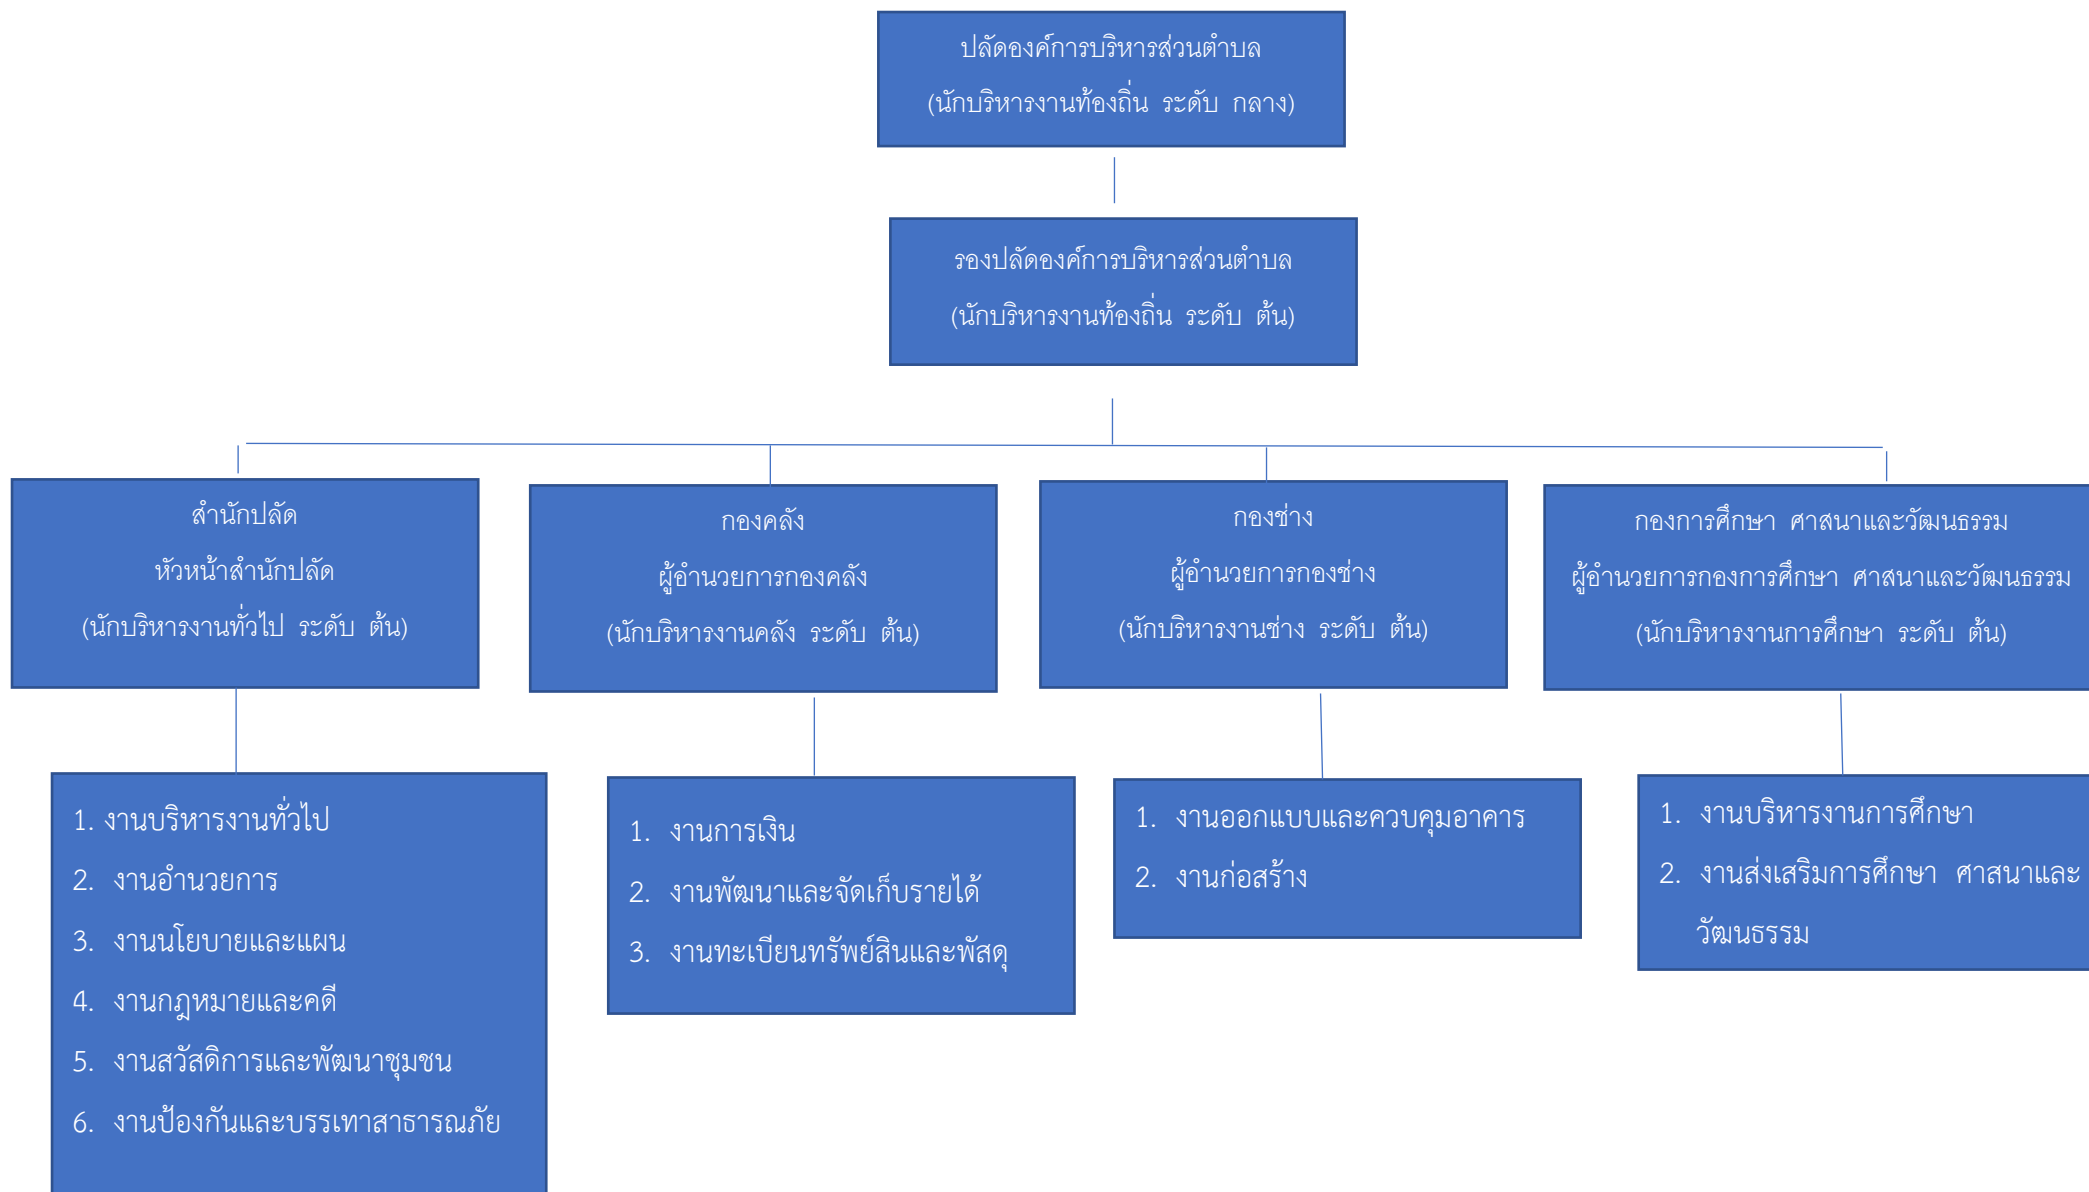 ปลัดองค์การบริหารส่วนตำบล
(นักบริหารงานท้องถิ่น ระดับ กลาง)
รองปลัดองค์การบริหารส่วนตำบล
(นักบริหารงานท้องถิ่น ระดับ ต้น)
สำนักปลัด
หัวหน้าสำนักปลัด
(นักบริหารงานทั่วไป ระดับ ต้น)
กองคลัง
ผู้อำนวยการกองคลัง
(นักบริหารงานคลัง ระดับ ต้น)
กองช่าง
ผู้อำนวยการกองช่าง
(นักบริหารงานช่าง ระดับ ต้น)
กองการศึกษา ศาสนาและวัฒนธรรม
ผู้อำนวยการกองการศึกษา ศาสนาและวัฒนธรรม
(นักบริหารงานการศึกษา ระดับ ต้น)
1. งานบริหารงานทั่วไป
2. งานอำนวยการ
3. งานนโยบายและแผน
4. งานกฎหมายและคดี
5. งานสวัสดิการและพัฒนาชุมชน
6. งานป้องกันและบรรเทาสาธารณภัย
1. งานการเงิน
2. งานพัฒนาและจัดเก็บรายได้
3. งานทะเบียนทรัพย์สินและพัสดุ
1. งานออกแบบและควบคุมอาคาร
2. งานก่อสร้าง
1. งานบริหารงานการศึกษา
2. งานส่งเสริมการศึกษา ศาสนาและ
วัฒนธรรม